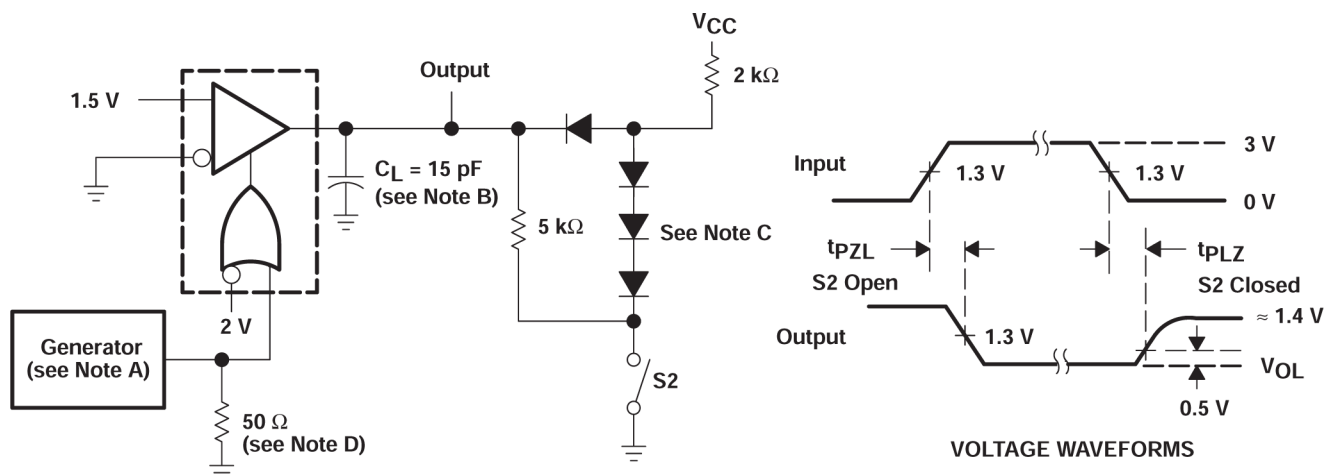 VCC
2 kΩ
Output
1.5 V
CL = 15 pF
(see Note B)
5 kΩ
See Note C
2 V
Generator
(see Note A)
50 Ω
(see Note D)
S2
Input
3 V
1.3 V
1.3 V
0 V
tPZL
tPLZ
S2 Open
S2 Closed
≈ 1.4 V
Output
1.3 V
VOL
0.5 V
VOLTAGE WAVEFORMS